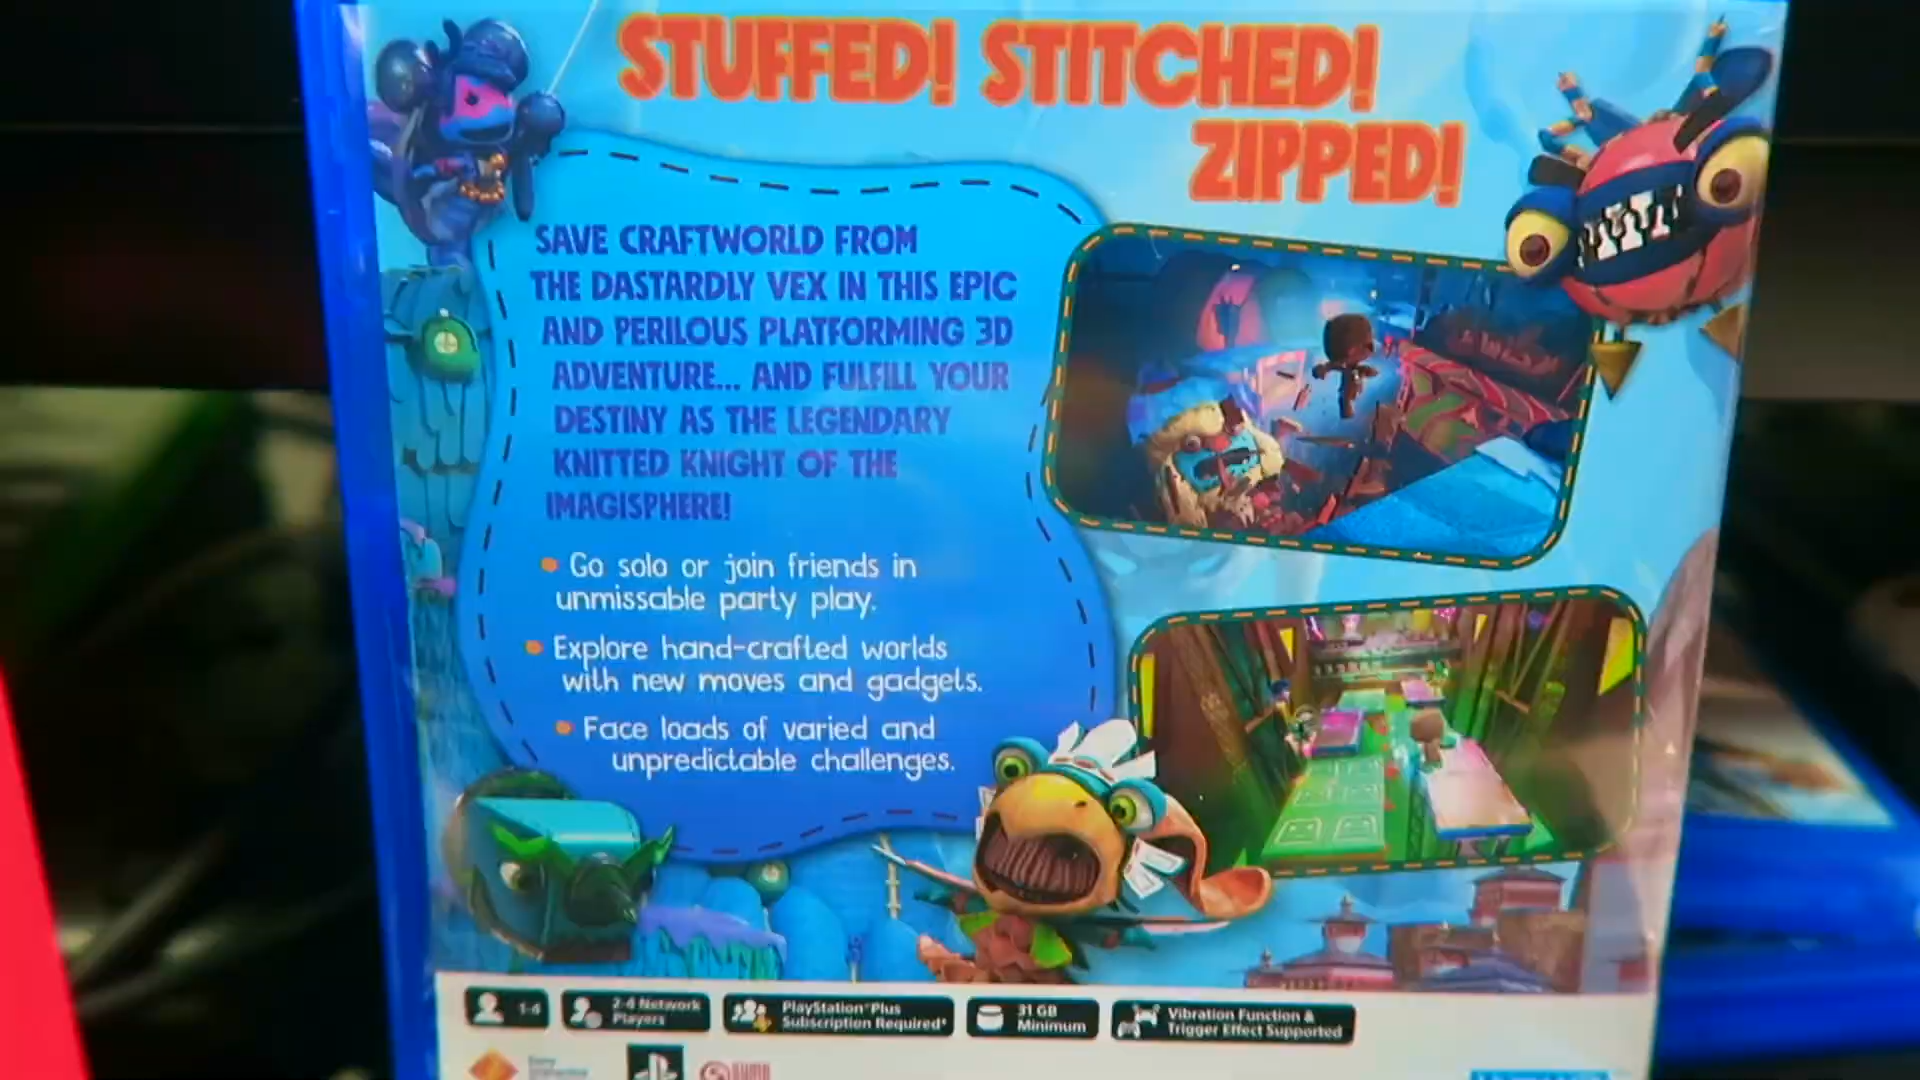 STUFFED! STITCHED!
ZIPPED!
SAVE CRAFTWORLD FROM
THE DASTARDLY VEX IN THIS EPIC
AND PERILOUS PLATFORMING 3D
ADVENTURE... AND FULFILL YOUR
DESTINY AS THE LEGENDARY
KNITTED KNIGHT OF THE
IMAGISPHERE!
• Go solo or join friends in
unmissable party play.
• Explore hand-crafted worlds
with new moves and gadgets.
• Face loads of varied and
unpredictable challenges.
1-4
2-4 Network
Players
PlayStation®Plus
Subscription Required*
31 GB
Minimum
Vibration Function &
Trigger Effect Supported